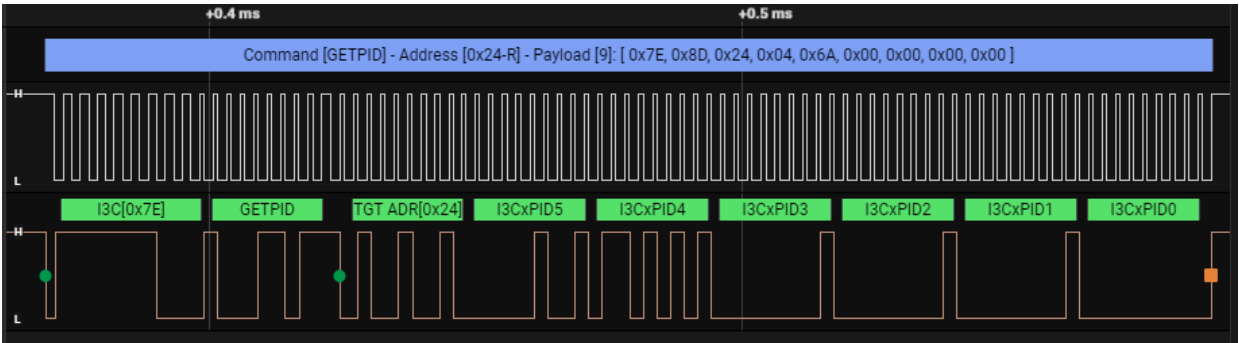 +0.4 ms +0.5 ms
Command [GETPID] - Address [0x24-R] - Payload [9]: [ 0x7E, 0x8D, 0x24, 0x04, 0x6A, 0x00, 0x00, 0x00, 0x00 ]
H
L
I3C[0x7E] GETPID TGT ADR[0x24] I3CxPID5 I3CxPID4 I3CxPID3 I3CxPID2 I3CxPID1 I3CxPID0
H
L